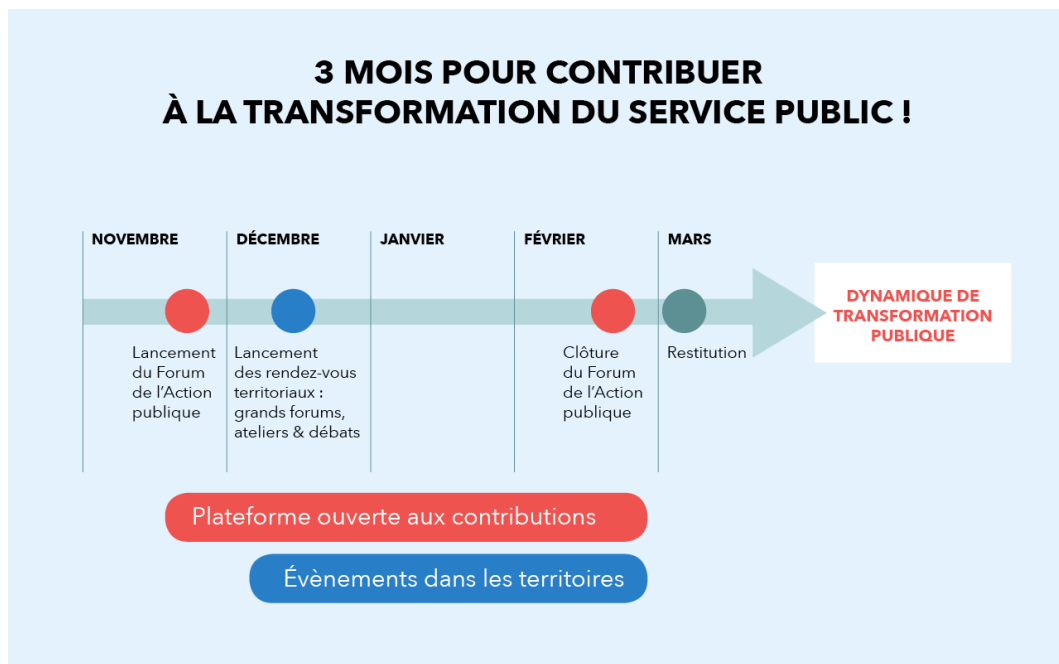 3 MOIS POUR CONTRIBUER
À LA TRANSFORMATION DU SERVICE PUBLIC !
NOVEMBRE
DÉCEMBRE
JANVIER
FÉVRIER
MARS
Lancement
du Forum
de l’Action
publique
Lancement
des rendez-vous
territoriaux :
grands forums,
ateliers & débats
Clôture
du Forum
de l’Action
publique
Restitution
DYNAMIQUE DE
TRANSFORMATION
PUBLIQUE
Plateforme ouverte aux contributions
Évènements dans les territoires